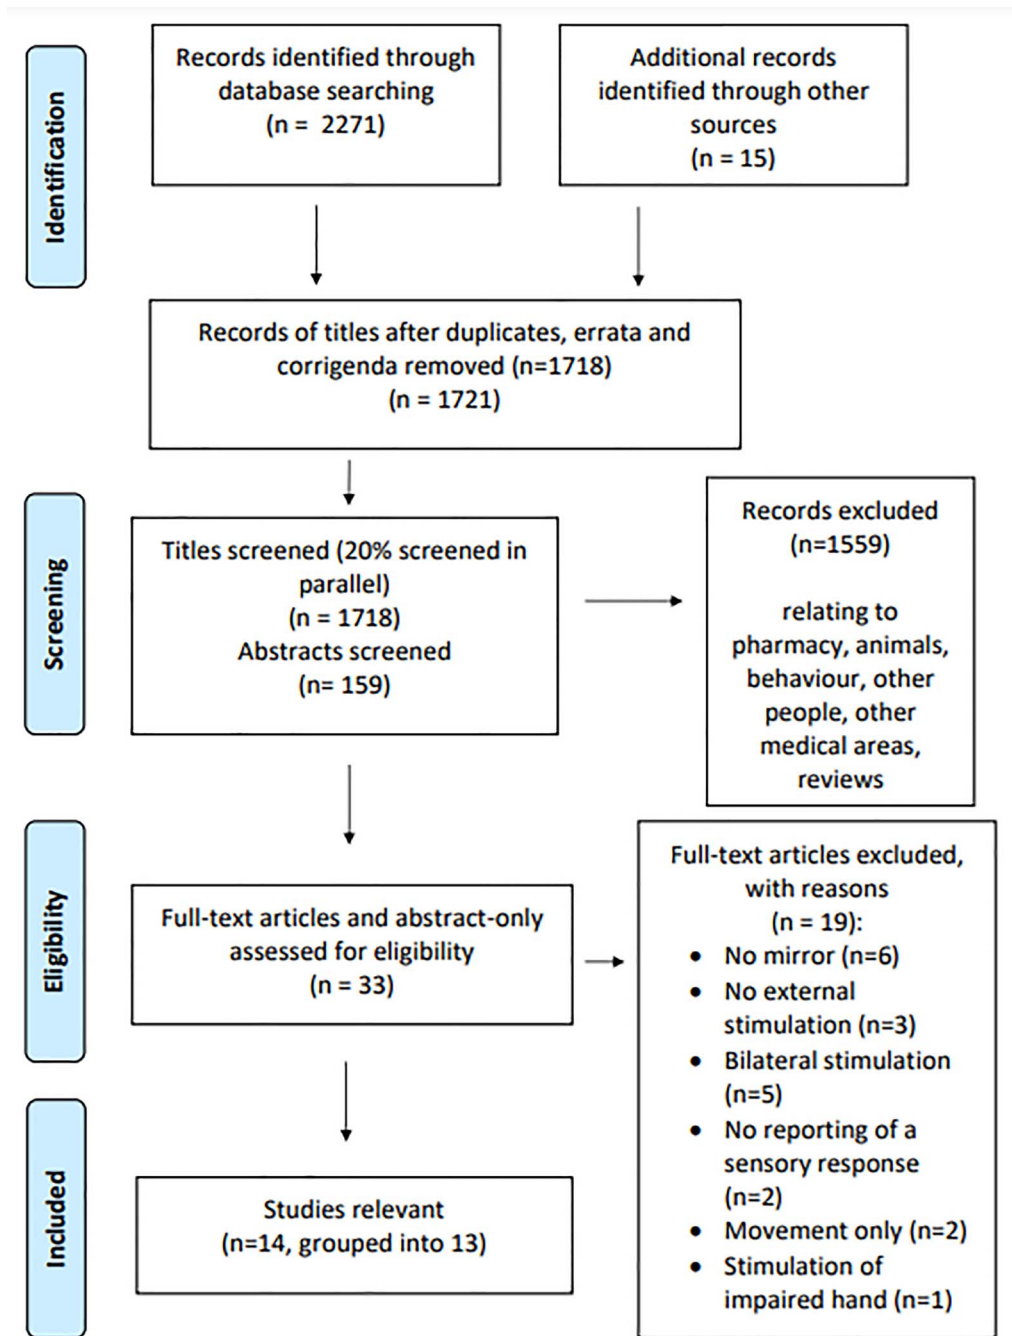 Identification
Records identified through
database searching
(n = 2271)
Additional records
identified through other
sources
(n = 15)
Records of titles after duplicates, errata and
corrigenda removed (n=1718)
(n = 1721)
Screening
Titles screened (20% screened in
parallel)
(n = 1718)
Abstracts screened
(n= 159)
Records excluded
(n=1559)
relating to
pharmacy, animals,
behaviour, other
people, other
medical areas,
reviews
Eligibility
Full-text articles and abstract-only
assessed for eligibility
(n = 33)
Full-text articles excluded,
with reasons
(n = 19):
• No mirror (n=6)
• No external
stimulation (n=3)
• Bilateral stimulation
(n=5)
• No reporting of a
sensory response
(n=2)
• Movement only (n=2)
• Stimulation of
impaired hand (n=1)
Included
Studies relevant
(n=14, grouped into 13)